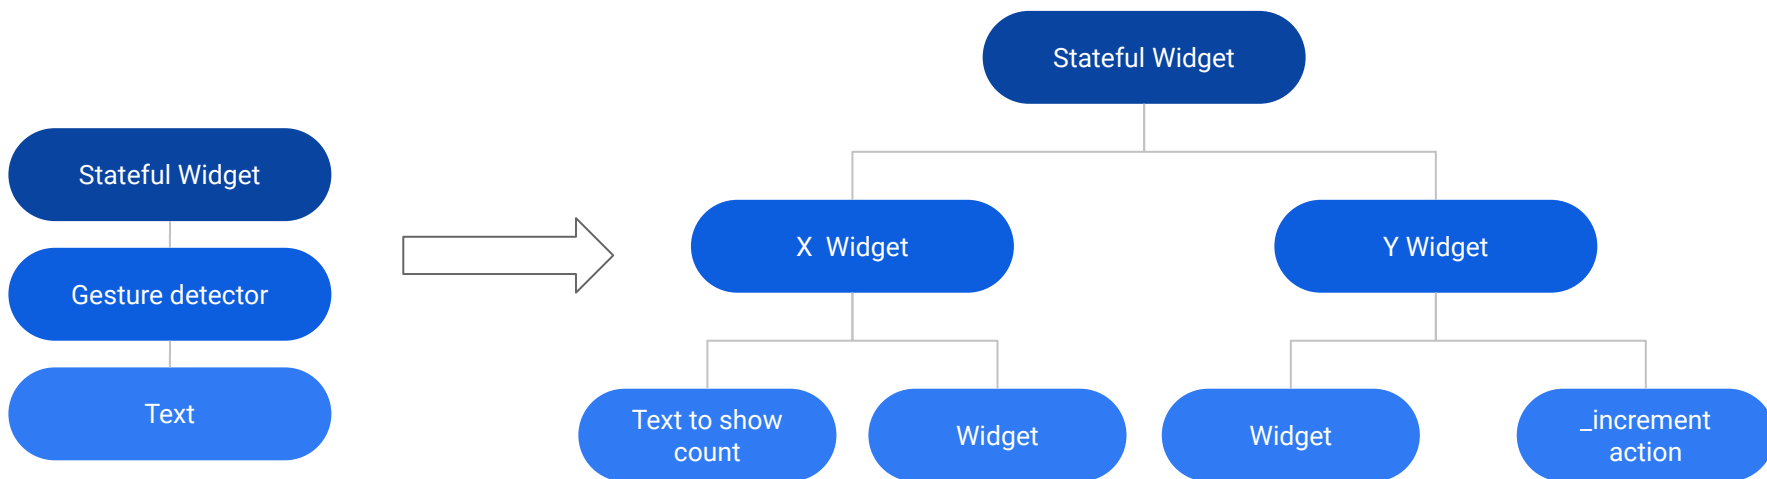 Stateful Widget
Gesture detector
Text
Stateful Widget
X Widget
Y Widget
Text to show
count
Widget
Widget
_increment
action